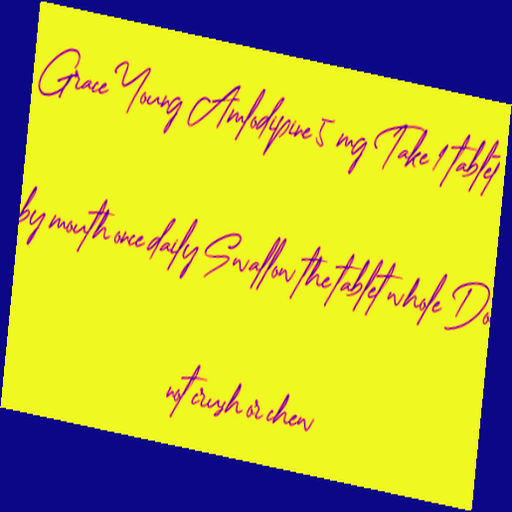 Grace Young Amlodipine 5 mg Take 1 tablet
by mouth once daily Swallow the tablet whole Do
not crush or chew